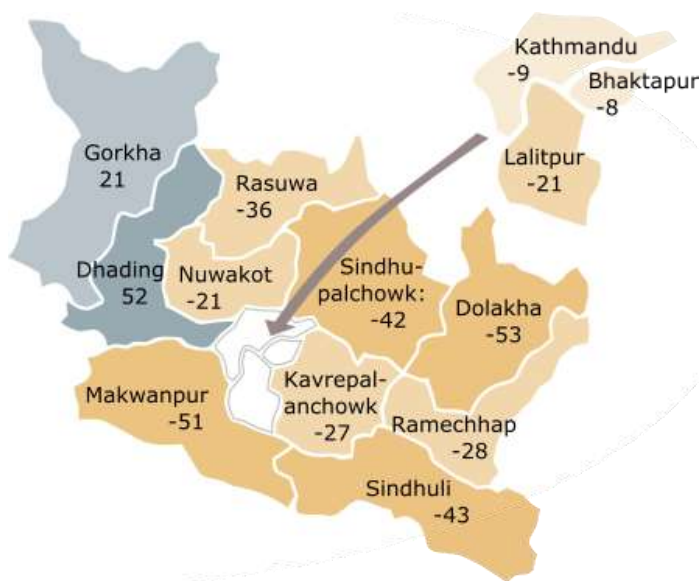 Kathmandu
-9
Bhaktapur
-8
Lalitpur
-21
Gorkha
21
Rasuwa
-36
Dhading
52
Nuwakot
-21
Sindhu-
palchowk:
-42
Dolakha
-53
Makwanpur
-51
Kavrepal-
anchowk
-27
Ramechhap
-28
Sindhuli
-43